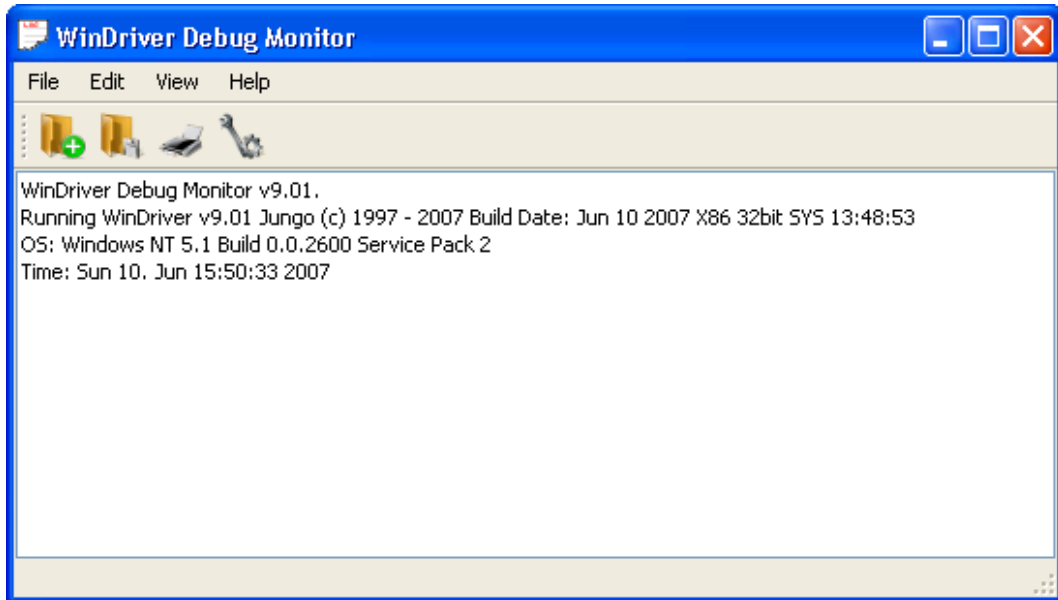 WinDriver Debug Monitor
File Edit View Help
WinDriver Debug Monitor v9.01.
Running WinDriver v9.01 Jungo (c) 1997 - 2007 Build Date: Jun 10 2007 X86 32bit SYS 13:48:53
OS: Windows NT 5.1 Build 0.0.2600 Service Pack 2
Time: Sun 10. Jun 15:50:33 2007